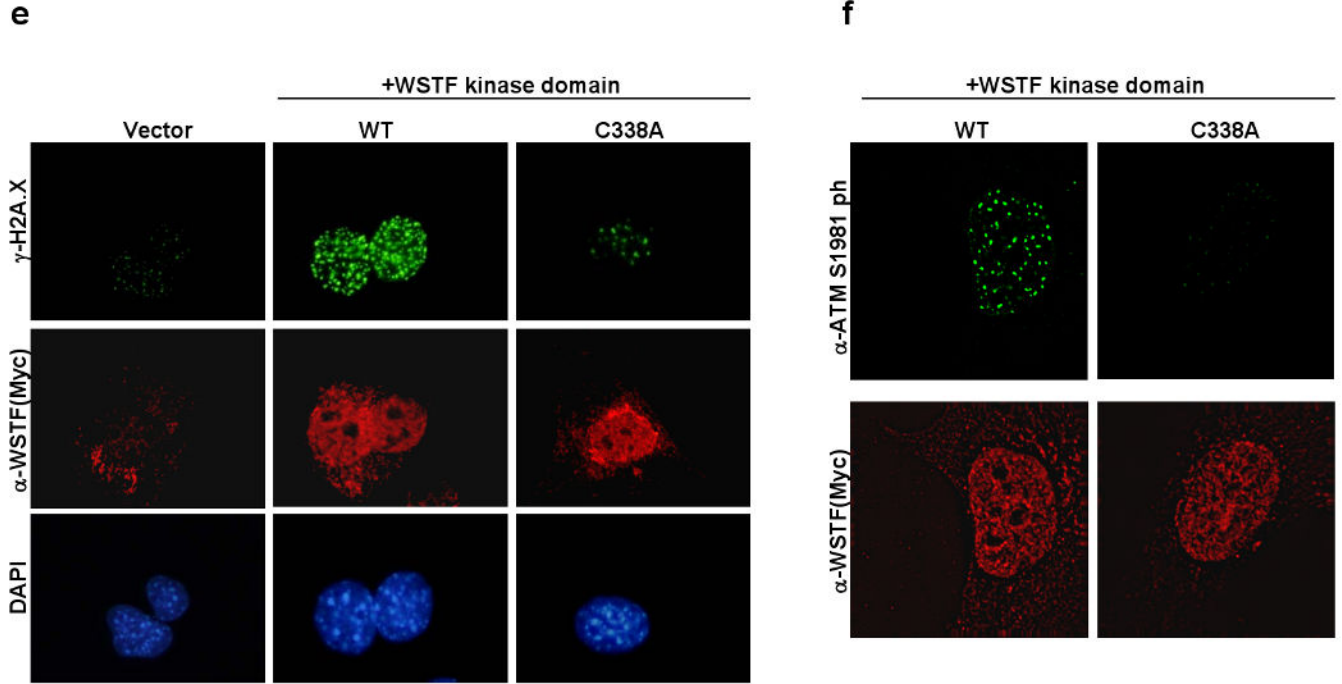 e
+WSTF kinase domain
Vector WT C338A
γ-H2A.X
α-WSTF(Myc)
DAPI
f
+WSTF kinase domain
WT C338A
α-ATM S1981 ph
α-WSTF(Myc)